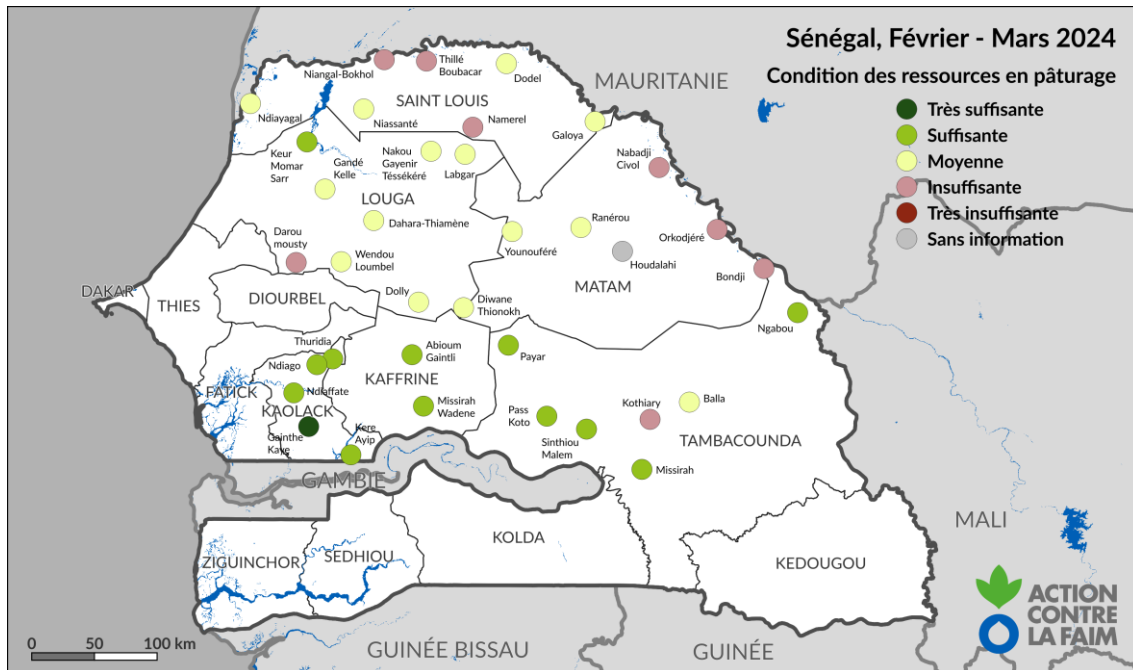 Sénégal, Février - Mars 2024
Condition des ressources en pâturage
Très suffisante
Suffisante
Moyenne
Insuffisante
Très insuffisante
Sans information
MAURITANIE
Niangal-Bokhol
Thillé
Boubacar
Dodel
SAINT LOUIS
Ndiayagal
Niassanté
Namerel
Galoya
Keur
Momar
Sarr
Gandé
Kelle
Nakou
Gayenir
Téssékéré
Labgar
Nabadji
Civol
LOUGA
Dahara-Thiamène
Ranérou
Younouféré
Orkodjéré
Darou
mousty
Wendou
Loumbel
Houdalahi
Bondji
MATAM
DAKAR
THIES
DIOURBEL
Dolly
Diwane
Thionokh
Ngabou
Thuridia
Ndiago
Abioum
Gaintli
Payar
KAFFRINE
FATICK
Ndiaffate
KAOLACK
Missirah
Wadene
Pass
Koto
Kothiary
Balla
Gainthe
Kaye
Kere
Ayip
Sinthiou
Malem
TAMBACOUNDA
Missirah
GAMBIE
MALI
KOLDA
ZIGUINCHOR
SEDHIOU
KEDOUGOU
ACTION
CONTRE
LA FAIM
0 50 100 km
GUINÉE BISSAU
GUINÉE